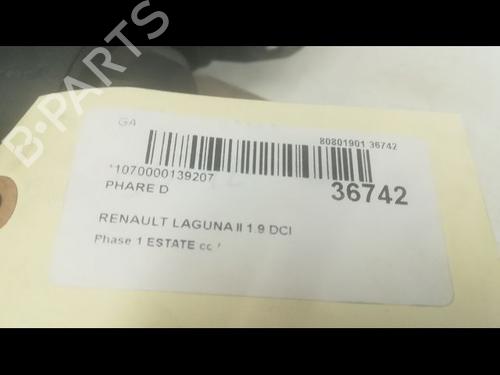 B-PARTS
GA
80801901 36742
*1070000139207
36742
PHARE D
RENAULT LAGUNA II 1.9 DCI
Phase 1 ESTATE cc